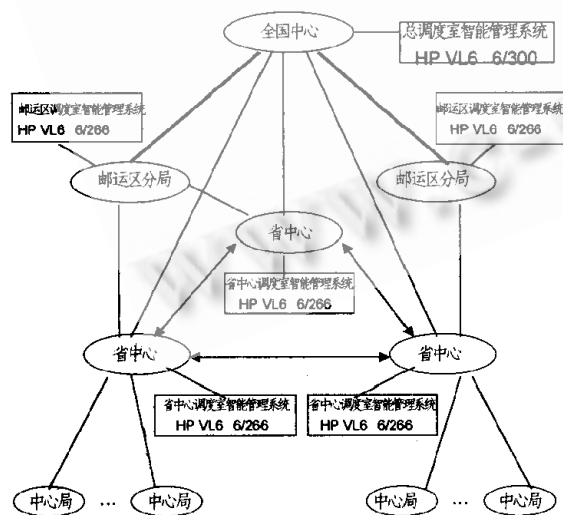 全国中心
总调度室智能管理系统
HP VL6 6/300
邮运区调度室智能管理系统
HP VL6 6/266
邮运区调度室智能管理系统
HP VL6 6/266
邮运区分局
邮运区分局
省中心
省中心调度室智能管理系统
HP VL6 6/266
省中心
省中心
省中心调度室智能管理系统
HP VL6 6/266
省中心调度室智能管理系统
HP VL6 6/266
中心局 … 中心局
中心局 … 中心局